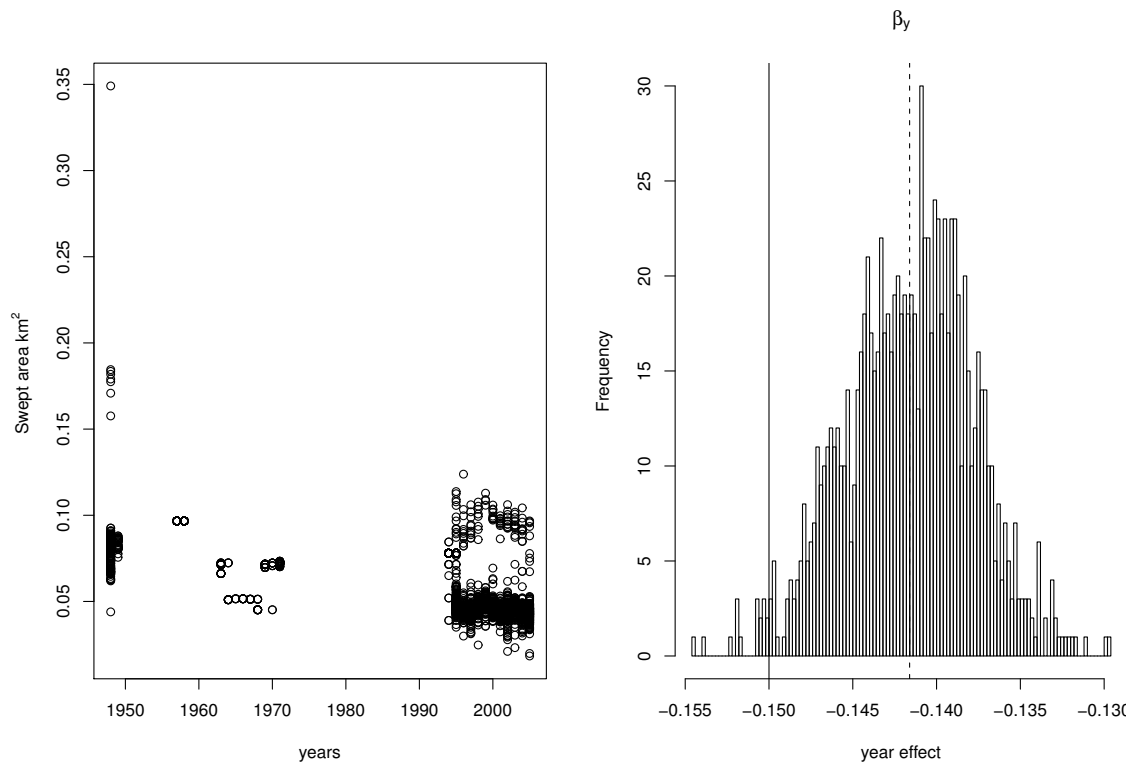 0.05 0.10 0.15 0.20 0.25 0.30 0.35
Swept area km²
1950 1960 1970 1980 1990 2000
years
βy
0 5 10 15 20 25 30
Frequency
−0.155 −0.150 −0.145 −0.140 −0.135 −0.130
year effect